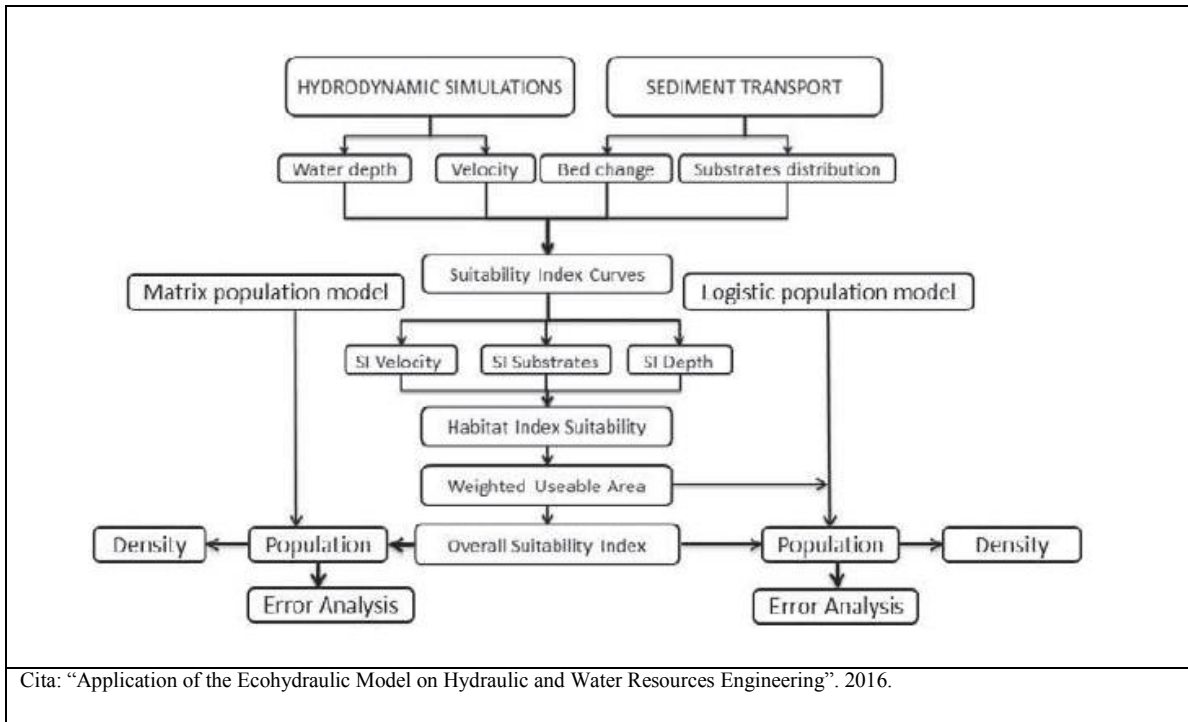 HYDRODYNAMIC SIMULATIONS
SEDIMENT TRANSPORT
Water depth
Velocity
Bed change
Substrates distribution
Suitability Index Curves
Matrix population model
Logistic population model
SI Velocity
SI Substrates
SI Depth
Habitat Index Suitability
Weighted Useable Area
Density
Population
Overall Suitability Index
Population
Density
Error Analysis
Error Analysis
Cita: “Application of the Ecohydraulic Model on Hydraulic and Water Resources Engineering”. 2016.